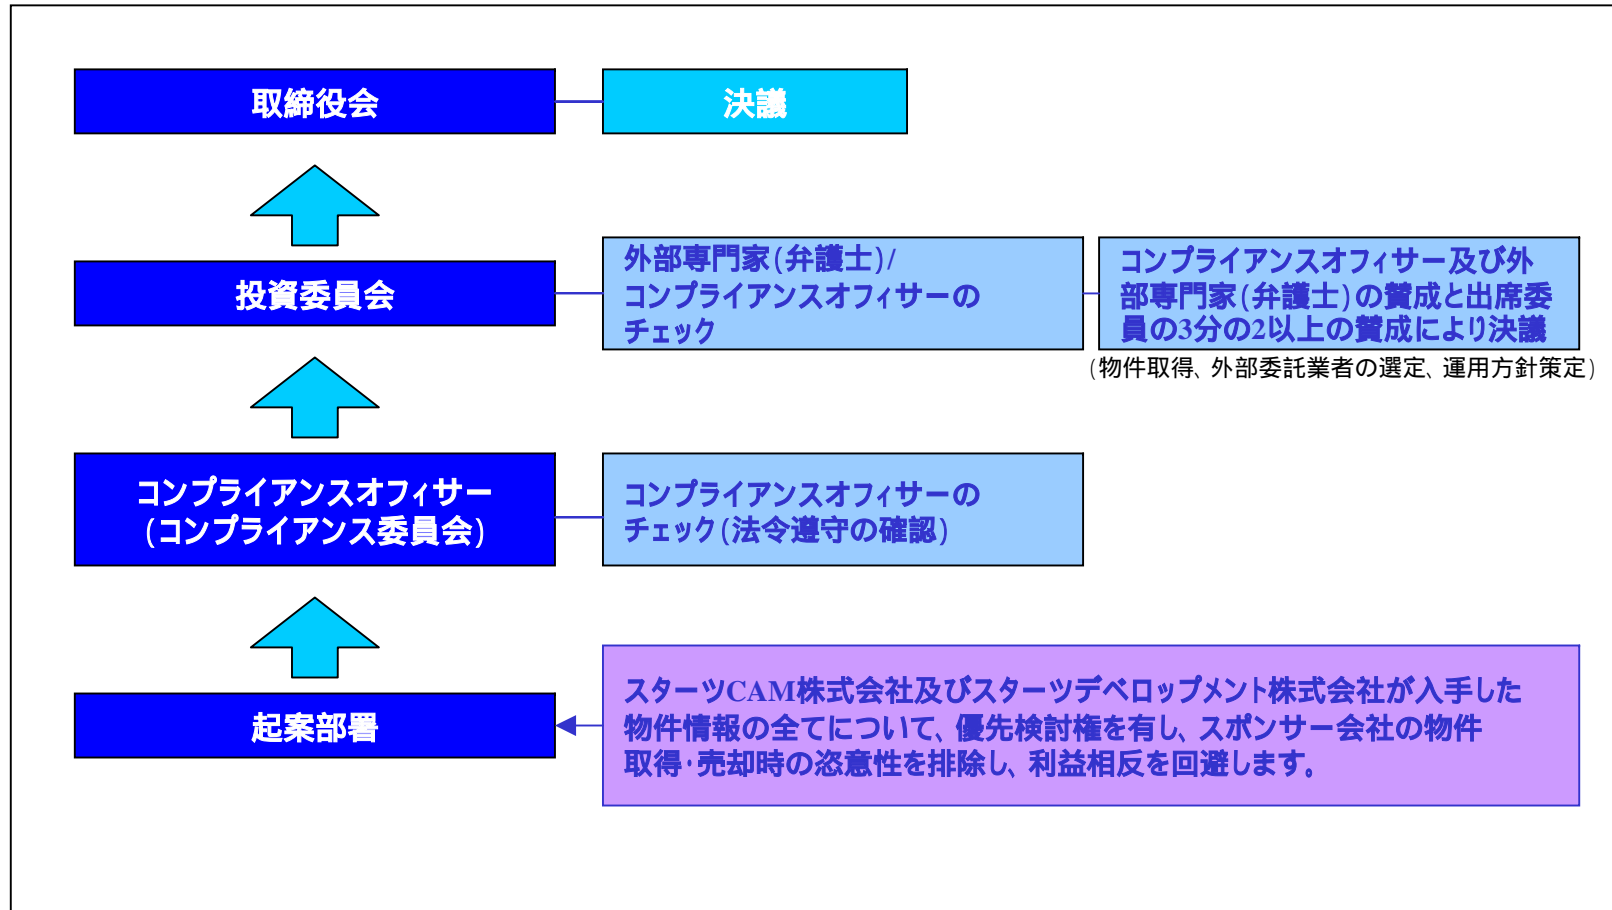 取締役会
決議
投資委員会
外部専門家(弁護士)/
コンプライアンスオフィサーの
チェック
コンプライアンスオフィサー及び外
部専門家(弁護士)の賛成と出席委
員の3分の2以上の賛成により決議
(物件取得、外部委託業者の選定、運用方針策定)
コンプライアンスオフィサー
(コンプライアンス委員会)
コンプライアンスオフィサーの
チェック(法令遵守の確認)
起案部署
スターツCAM株式会社及びスターツデベロップメント株式会社が入手した
物件情報の全てについて、優先検討権を有し、スポンサー会社の物件
取得・売却時の恣意性を排除し、利益相反を回避します。